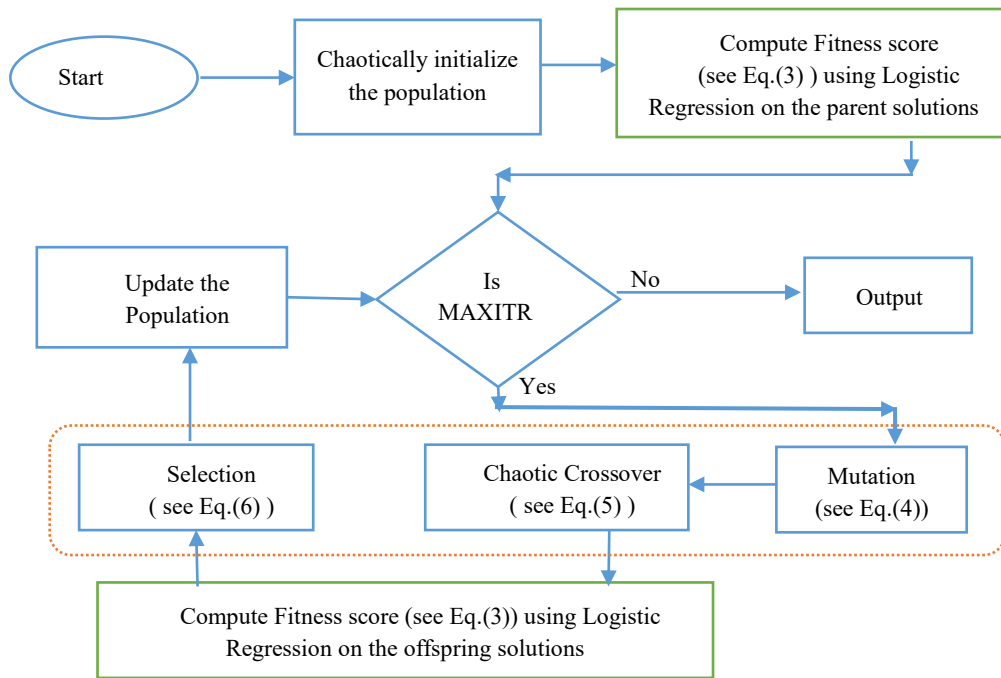 Start
Chaotically initialize
the population
Compute Fitness score
(see Eq.(3) ) using Logistic
Regression on the parent solutions
Update the
Population
Is
MAXITR
No
Output
Yes
Selection
( see Eq.(6) )
Chaotic Crossover
( see Eq.(5) )
Mutation
(see Eq.(4))
Compute Fitness score (see Eq.(3)) using Logistic
Regression on the offspring solutions